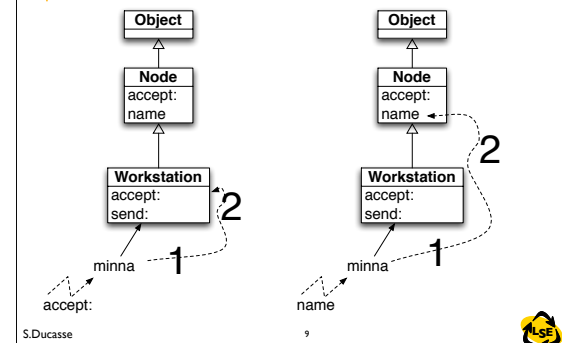 Object
Node
accept:
name
Workstation
accept:
send:
2
1
minna
accept:
Object
Node
accept:
name
2
Workstation
accept:
send:
1
minna
name
S.Ducasse
9
LSE